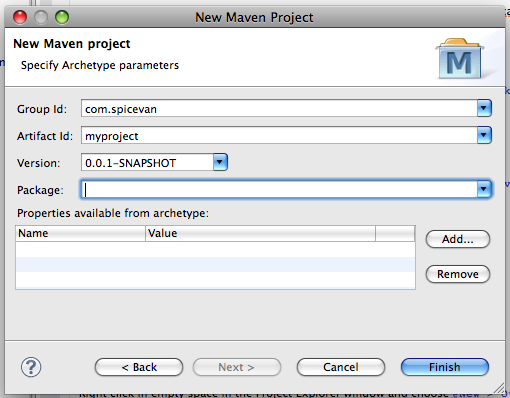 New Maven Project
New Maven project
Specify Archetype parameters
M
Group Id: com.spicevan
Artifact Id: myproject
Version: 0.0.1-SNAPSHOT
Package:
Properties available from archetype:
Name Value
Add...
Remove
? < Back Next > Cancel Finish
Right click in empty space in the Project Explorer window and choose